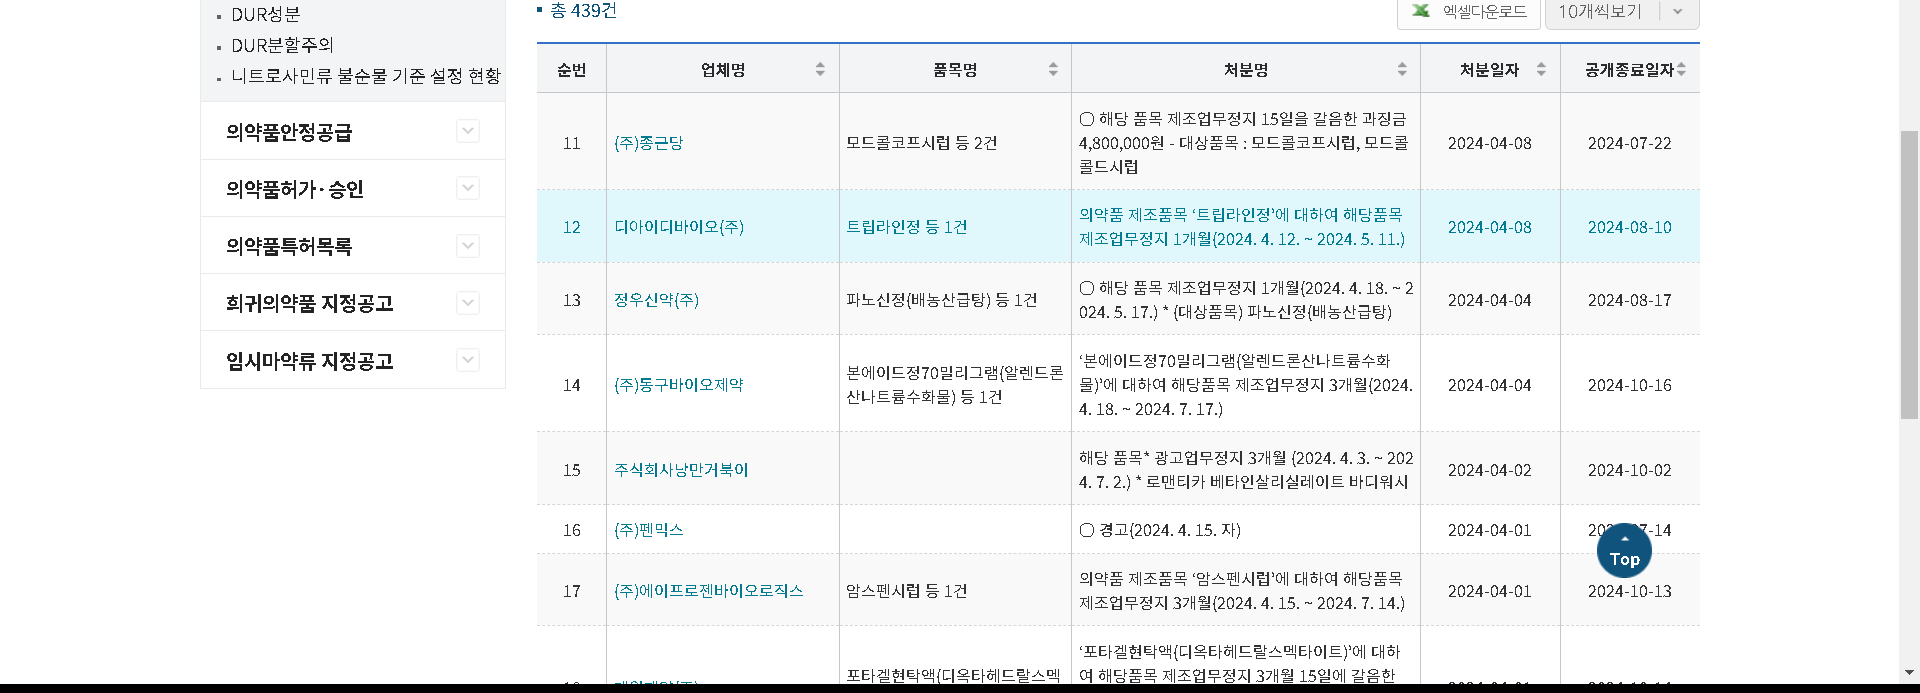 DUR성분
DUR분할주의
니트로사민류 불순물 기준 설정 현황
의약품안정공급
의약품허가·승인
의약품특허목록
희귀의약품 지정공고
임시마약류 지정공고
총 439건
엑셀다운로드
10개씩보기
순번 업체명 품목명 처분명 처분일자 공개종료일자
11 (주)종근당 모드콜코프시럽 등 2건 ○ 해당 품목 제조업무정지 15일을 갈음한 과징금
4,800,000원 - 대상품목 : 모드콜코프시럽, 모드콜
콜드시럽 2024-04-08 2024-07-22
12 디아이디바이오(주) 트립라인정 등 1건 의약품 제조품목 ‘트립라인정’에 대하여 해당품목
제조업무정지 1개월(2024. 4. 12. ~ 2024. 5. 11.) 2024-04-08 2024-08-10
13 정우신약(주) 파노신정(배농산급탕) 등 1건 ○ 해당 품목 제조업무정지 1개월(2024. 4. 18. ~ 2
024. 5. 17.) * (대상품목) 파노신정(배농산급탕) 2024-04-04 2024-08-17
14 (주)동구바이오제약 본에이드정70밀리그램(알렌드론
산나트륨수화물) 등 1건 ‘본에이드정70밀리그램(알렌드론산나트륨수화
물)’에 대하여 해당품목 제조업무정지 3개월(2024.
4. 18. ~ 2024. 7. 17.) 2024-04-04 2024-10-16
15 주식회사낭만거북이 해당 품목* 광고업무정지 3개월 (2024. 4. 3. ~ 202
4. 7. 2.) * 로맨티카 베타인살리실레이트 바디워시 2024-04-02 2024-10-02
16 (주)펜믹스 ○ 경고(2024. 4. 15. 자) 2024-04-01 7-14
Top
17 (주)에이프로젠바이오로직스 암스펜시럽 등 1건 의약품 제조품목 ‘암스펜시럽’에 대하여 해당품목
제조업무정지 3개월(2024. 4. 15. ~ 2024. 7. 14.) 2024-04-01 2024-10-13
포타겔현탁액(디옥타헤드랄스멕 ‘포타겔현탁액(디옥타헤드랄스멕타이트)’에 대하
여 해당품목 제조업무정지 3개월 15일에 갈음한